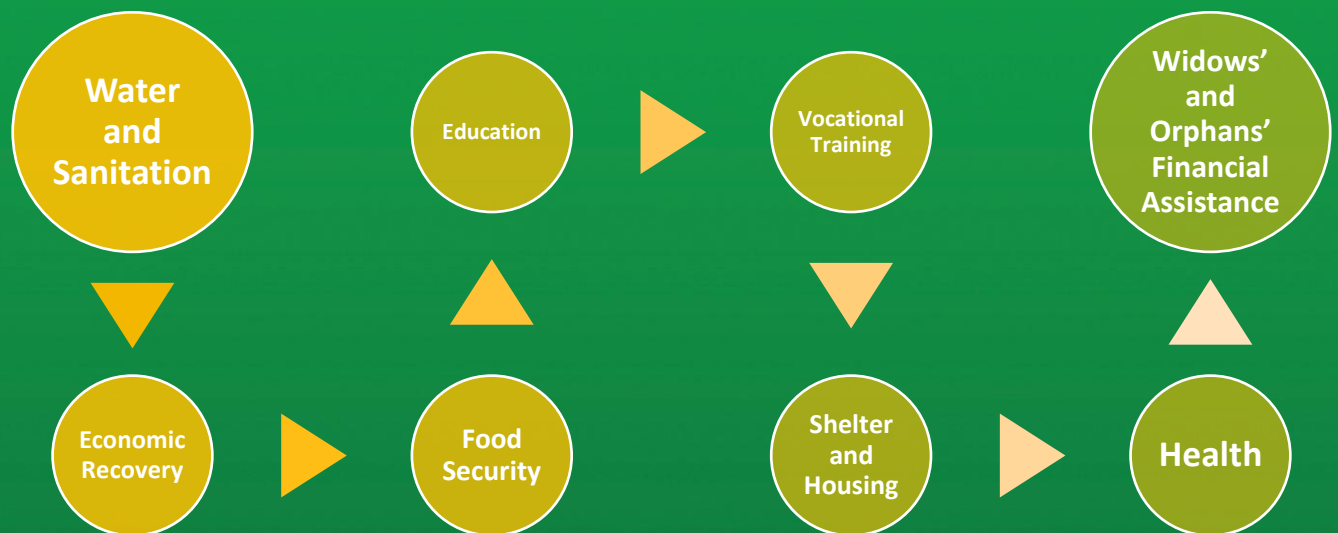 Water
and
Sanitation
Economic
Recovery
Food
Security
Education
Vocational
Training
Shelter
and
Housing
Health
Widows’
and
Orphans’
Financial
Assistance